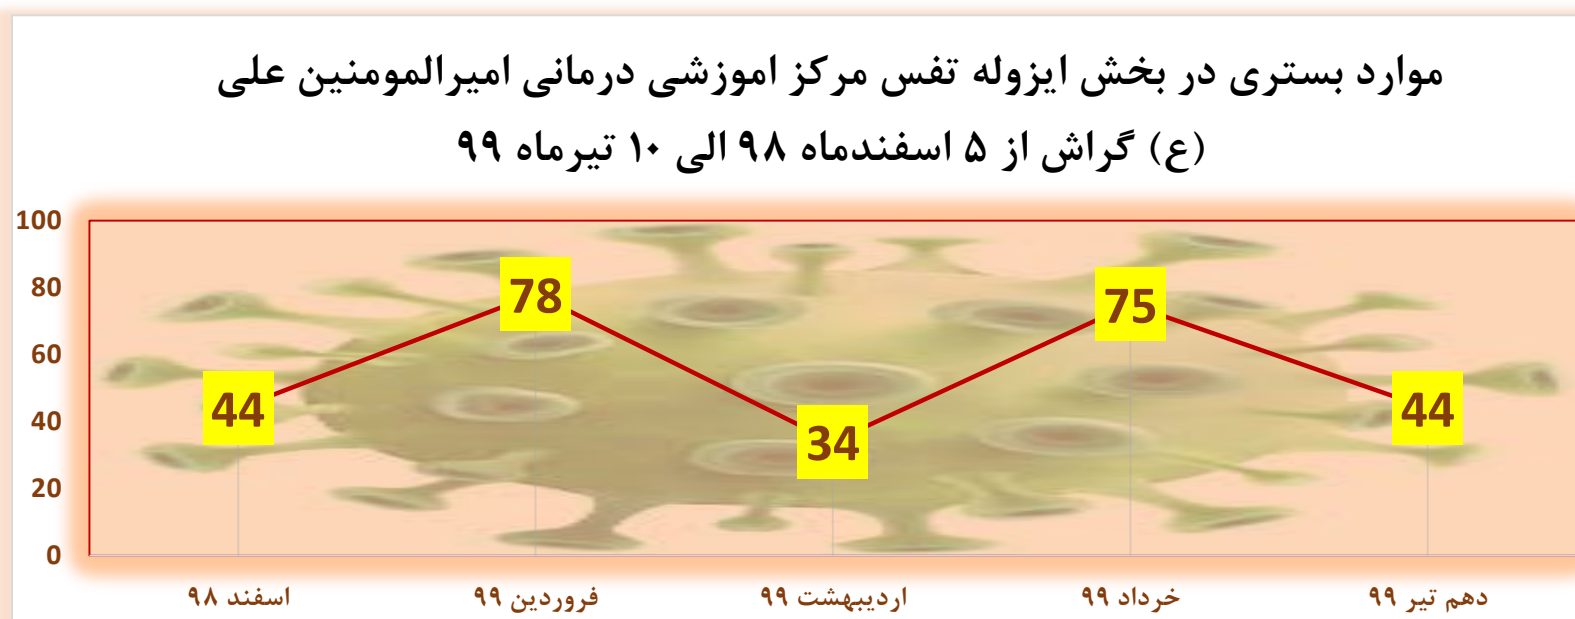 موارد بستری در بخش ایزوله تفس مرکز اموزشی درمانی امیرالمومنین علی
(ع) گراش از ۵ اسفندماه ۹۸ الی ۱۰ تیرماه ۹۹
100
80
60
40
20
0
44
78
34
75
44
اسفند ۹۸
فروردین ۹۹
اردیبهشت ۹۹
خرداد ۹۹
دهم تیر ۹۹